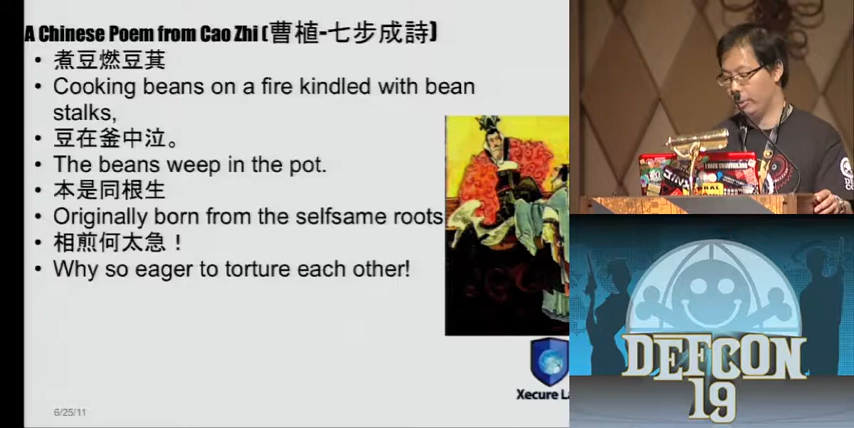 A Chinese Poem from Cao Zhi (曹植-七步成詩)
• 煮豆燃豆萁
• Cooking beans on a fire kindled with bean
stalks,
• 豆在釜中泣。
• The beans weep in the pot.
• 本是同根生
• Originally born from the selfsame roots
• 相煎何太急！
• Why so eager to torture each other!
Xecure La
6/25/11
DEFCON
19